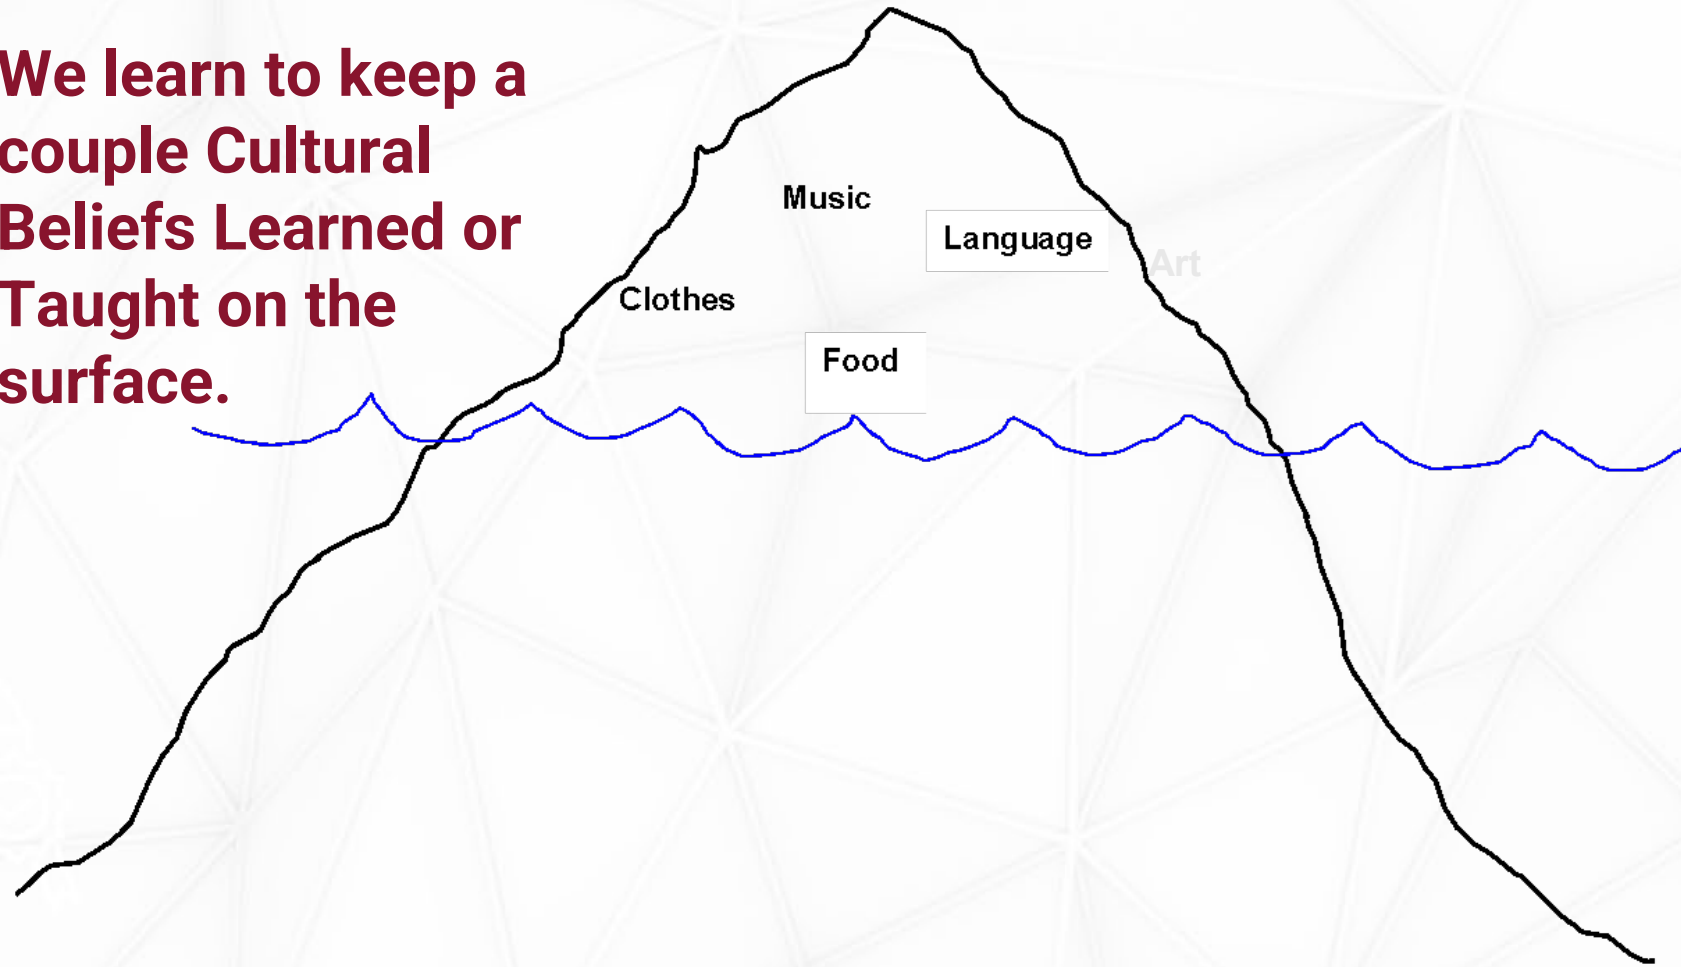 We learn to keep a
couple Cultural
Beliefs Learned or
Taught on the
surface.
Music
Language
Art
Clothes
Food